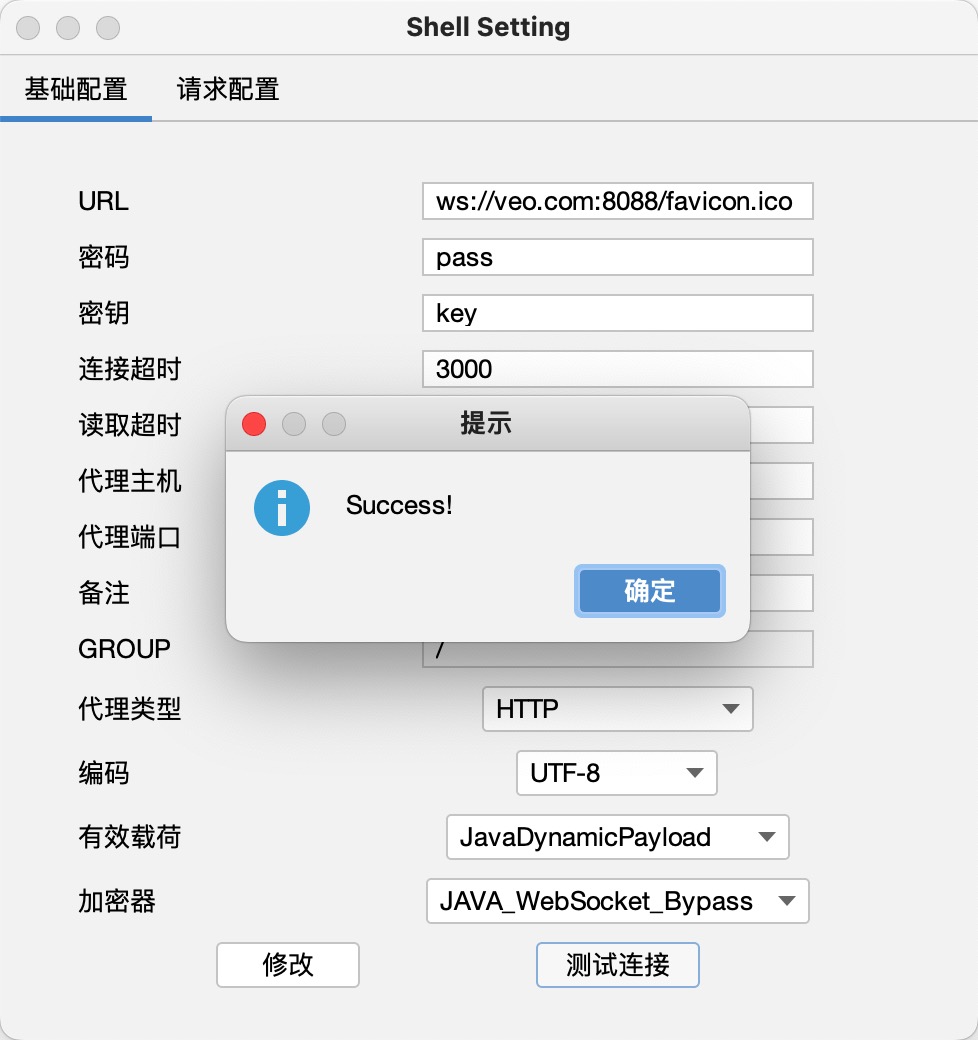 Shell Setting
基础配置 请求配置
URL ws://veo.com:8088/favicon.ico
密码 pass
密钥 key
连接超时 3000
读取超时
代理主机
代理端口
备注
GROUP /
提示
Success!
确定
代理类型 HTTP
编码 UTF-8
有效载荷 JavaDynamicPayload
加密器 JAVA_WebSocket_Bypass
修改 测试连接